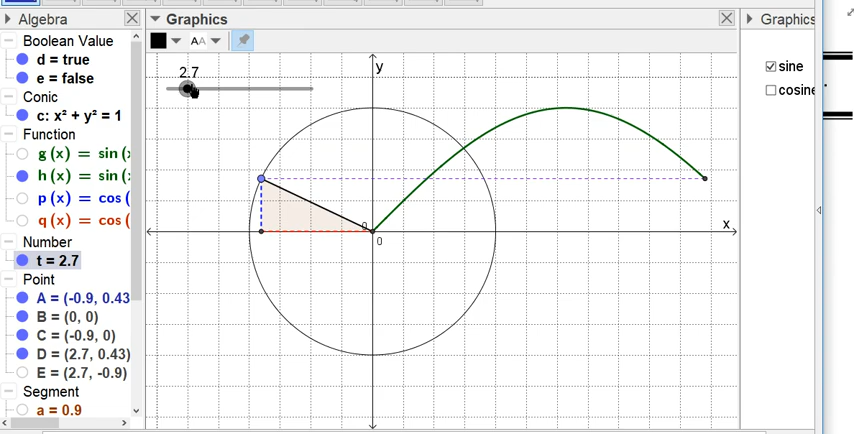 Algebra
Boolean Value
d = true
e = false
Conic
c: x² + y² = 1
Function
g(x) = sin (x
h(x) = sin (x
p(x) = cos (
q(x) = cos (
Number
t = 2.7
Point
A = (-0.9, 0.43
B = (0, 0)
C = (-0.9, 0)
D = (2.7, 0.43)
E = (2.7, -0.9)
Segment
a = 0.9
Graphics
AA
2.7
y
x
0
0
Graphics
sine
cosine